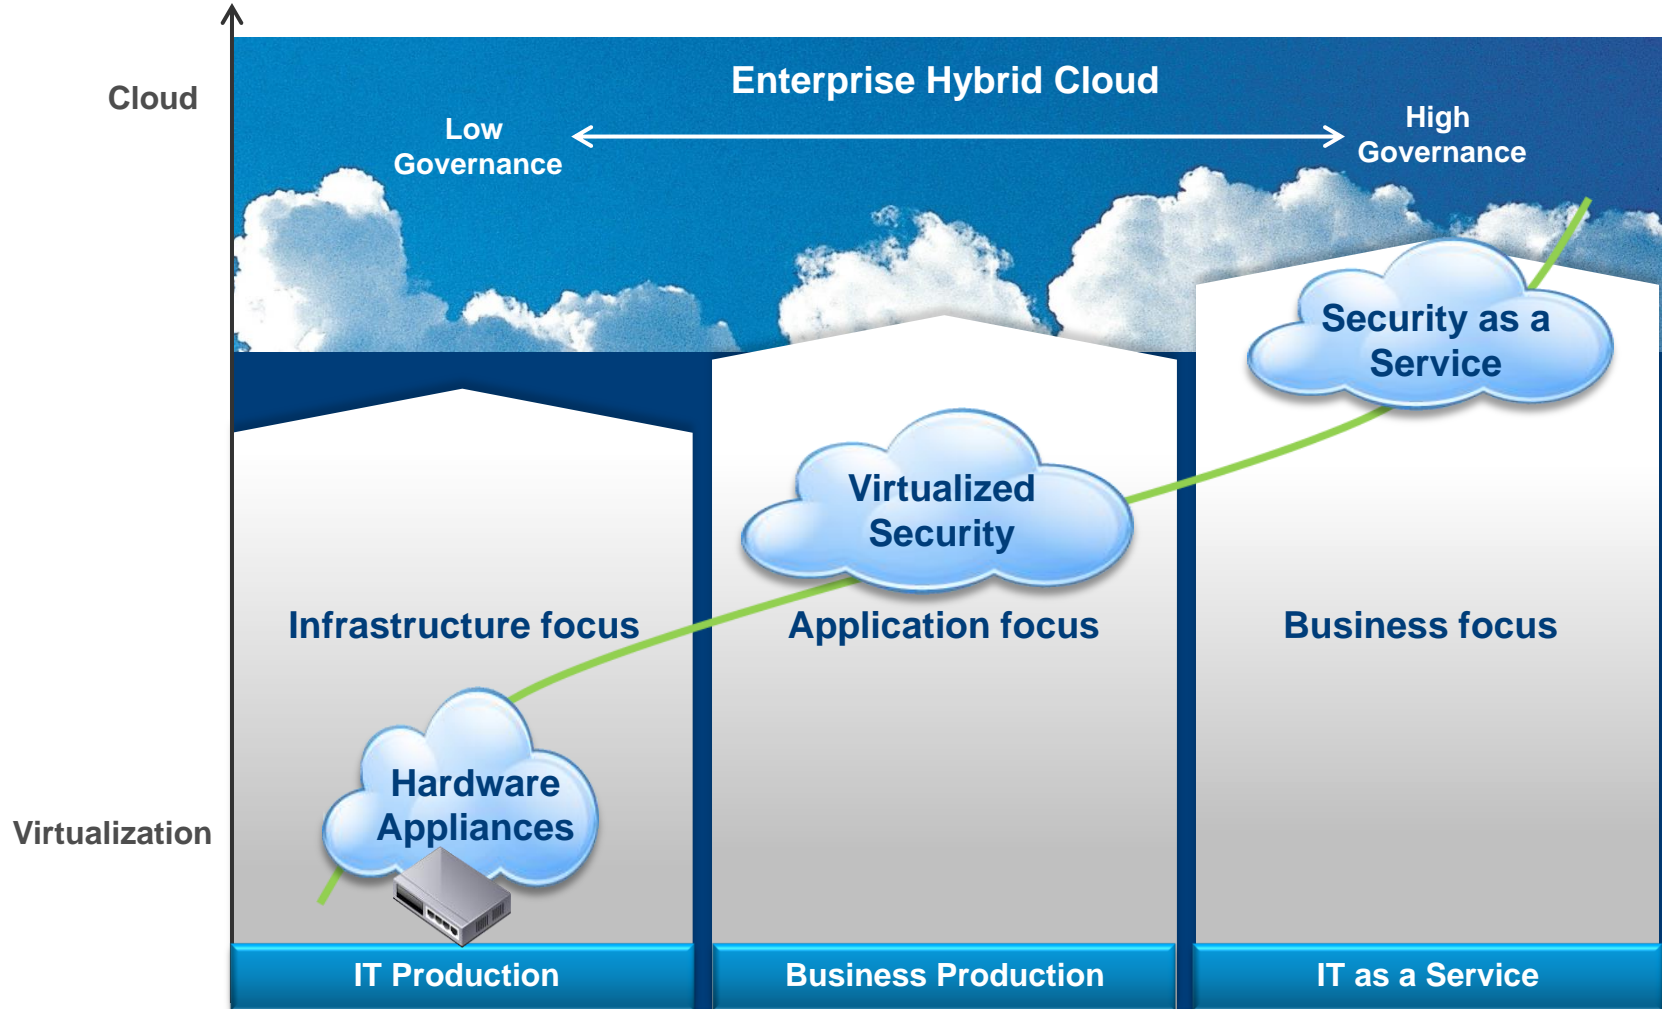 Enterprise Hybrid Cloud
Cloud
Low
Governance
High
Governance
Security as a
Service
Virtualized
Security
Infrastructure focus
Application focus
Business focus
Hardware
Appliances
Virtualization
IT Production
Business Production
IT as a Service